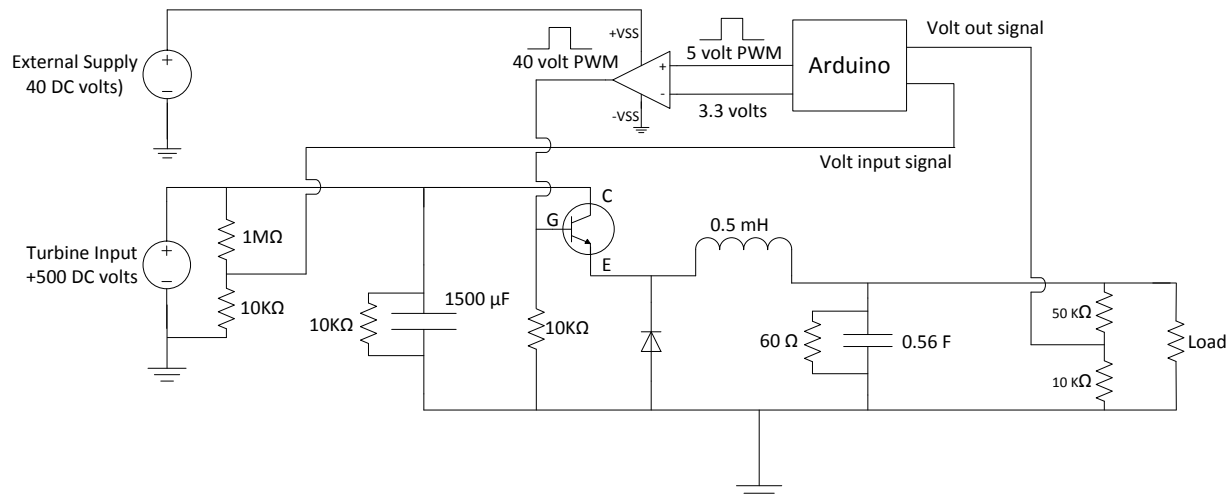 Volt out signal
+VSS
External Supply
40 DC volts)
+
−
40 volt PWM
5 volt PWM
Arduino
+
-
3.3 volts
-VSS
Volt input signal
C
G
E
0.5 mH
Turbine Input
+500 DC volts
+
−
1MΩ
10KΩ
10KΩ
1500 µF
10KΩ
60 Ω
0.56 F
50 KΩ
10 KΩ
Load